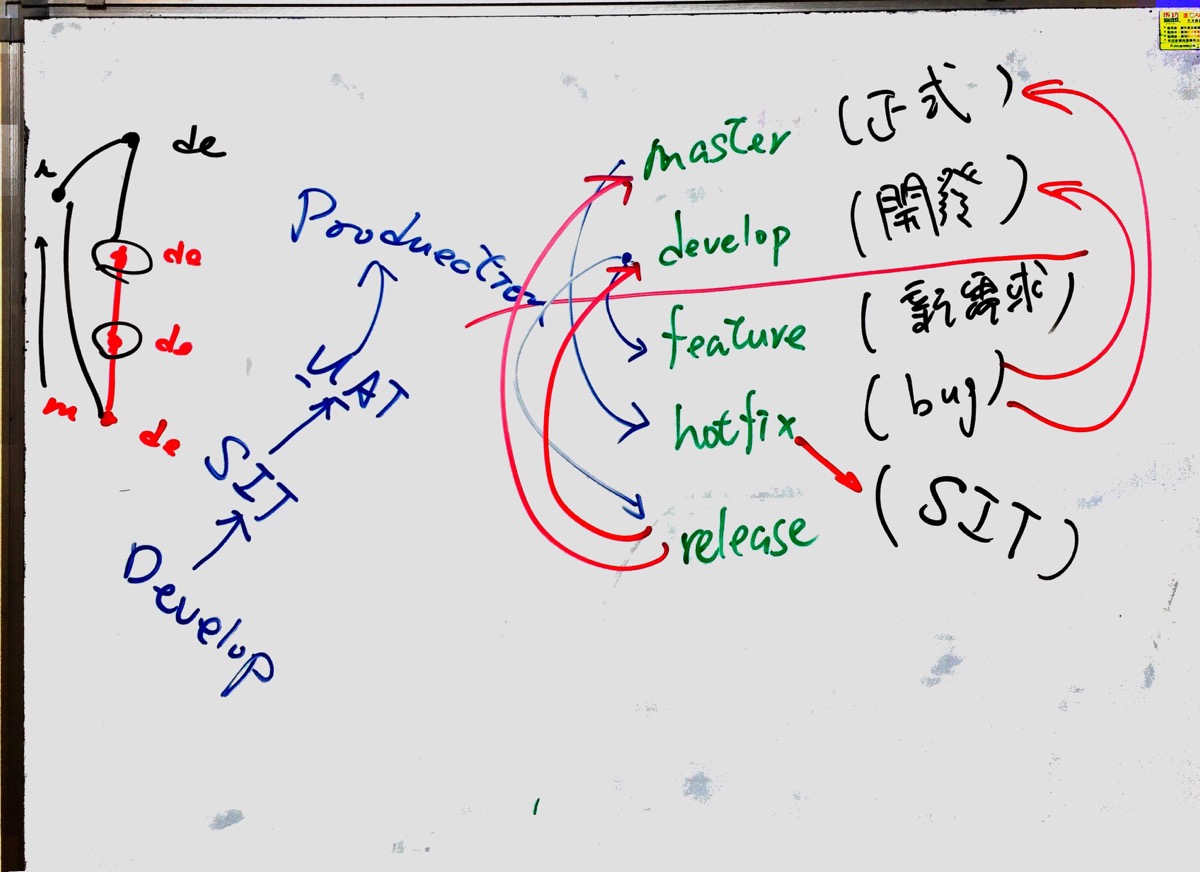 de
r
de
de
m
de
Production
UAT
SIT
Develop
master (正式)
develop (開發)
feature (新需求)
hotfix (bug)
release (SIT)